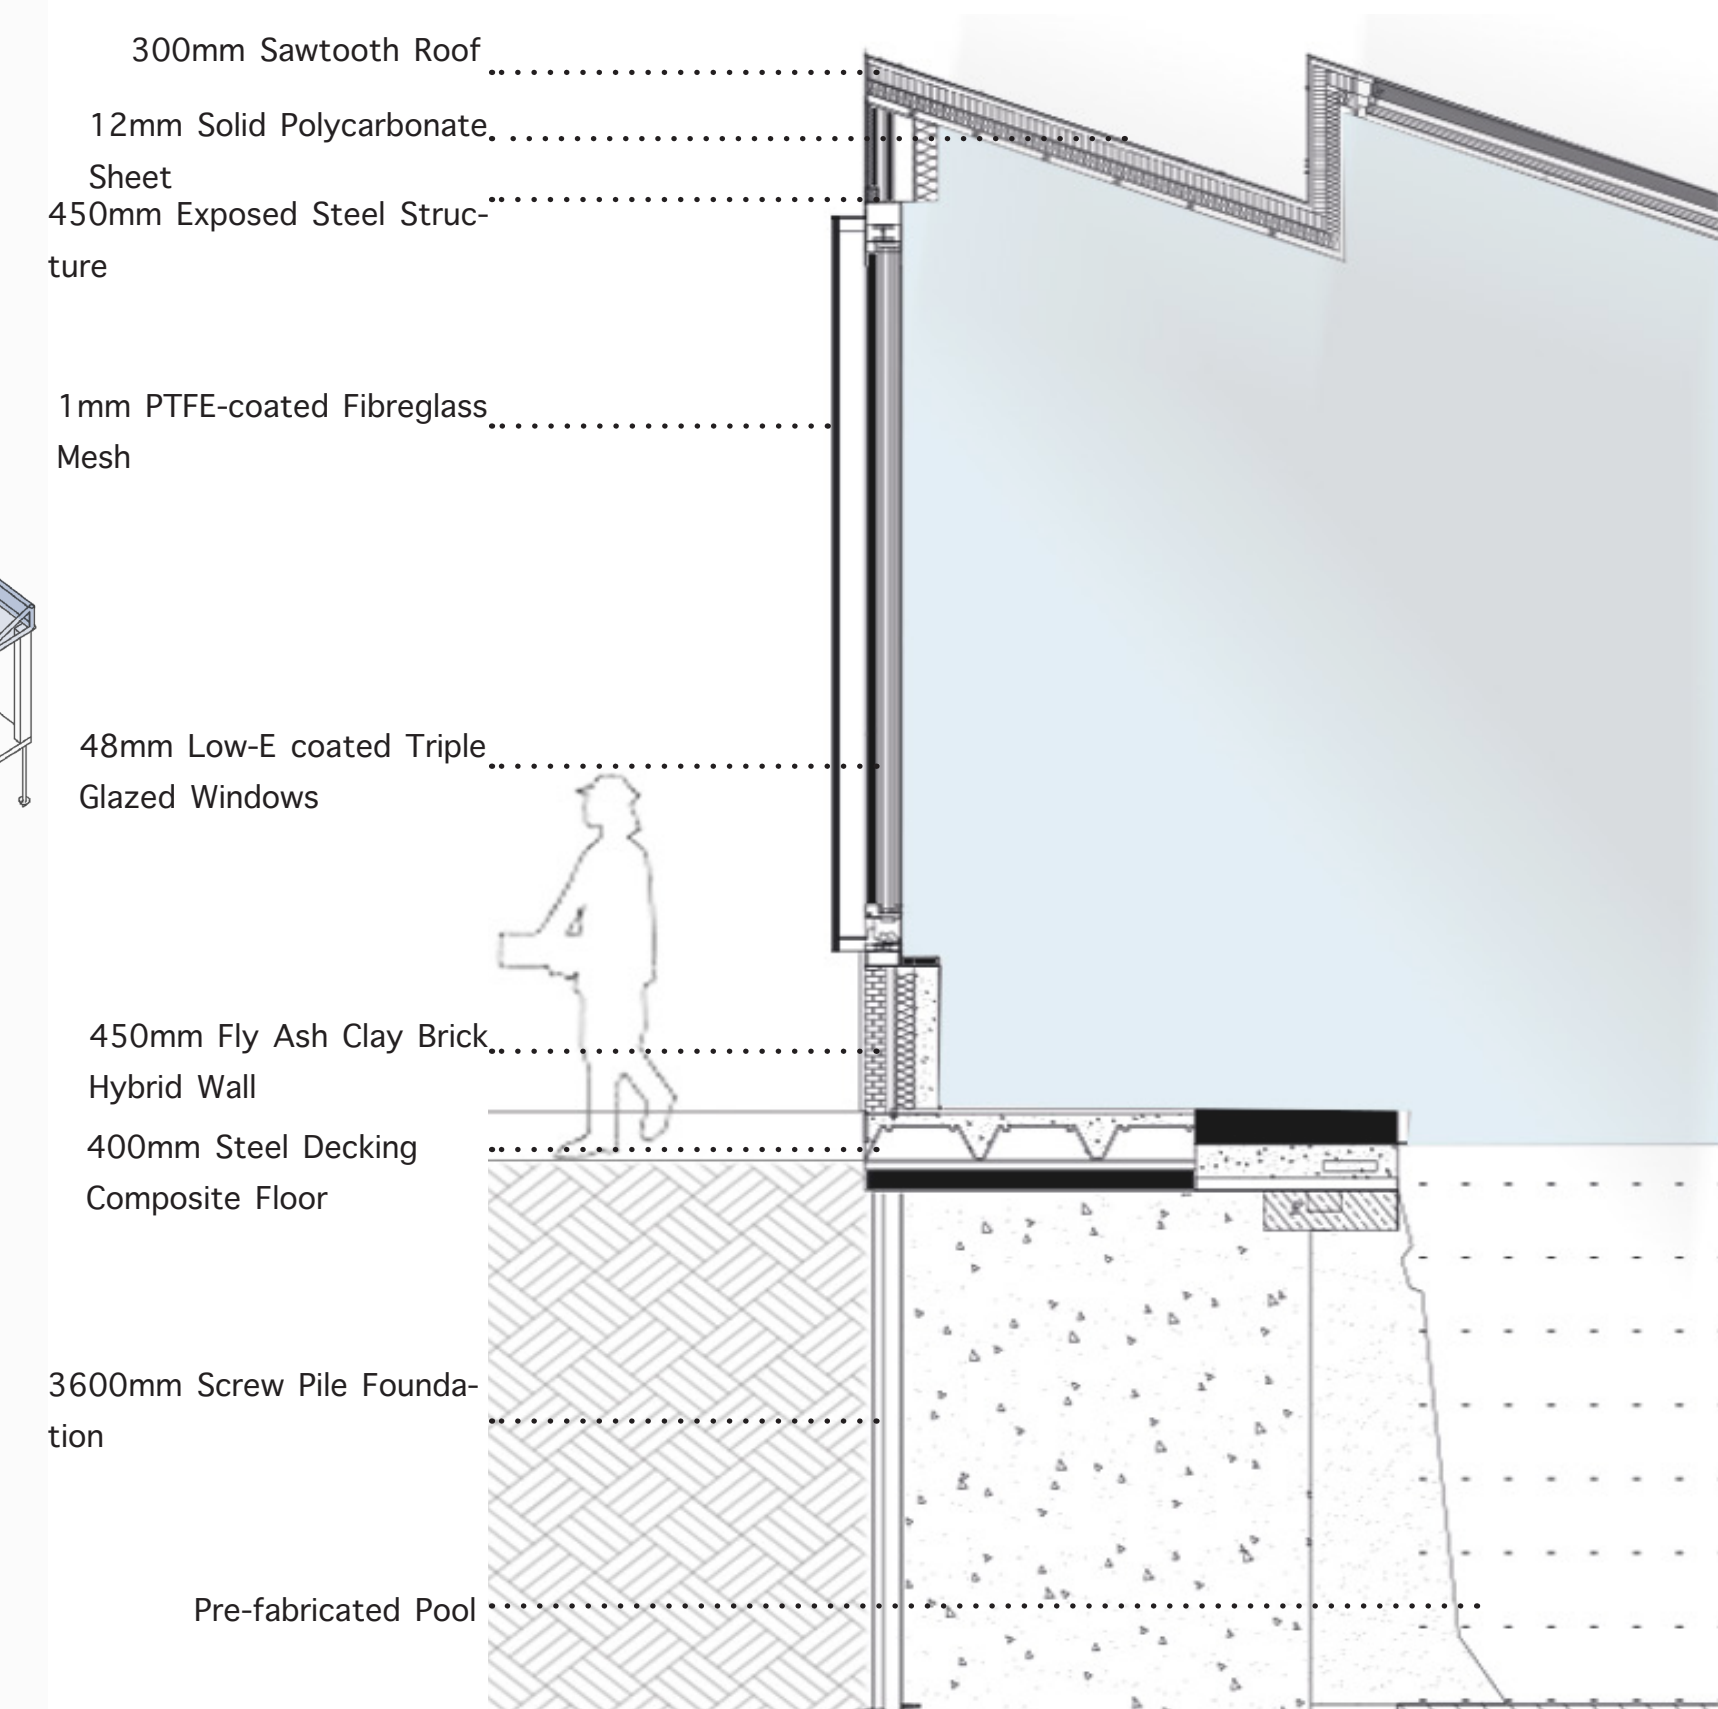 300mm Sawtooth Roof
12mm Solid Polycarbonate
Sheet
450mm Exposed Steel Struc-
ture
1mm PTFE-coated Fibreglass
Mesh
48mm Low-E coated Triple
Glazed Windows
450mm Fly Ash Clay Brick
Hybrid Wall
400mm Steel Decking
Composite Floor
3600mm Screw Pile Founda-
tion
Pre-fabricated Pool